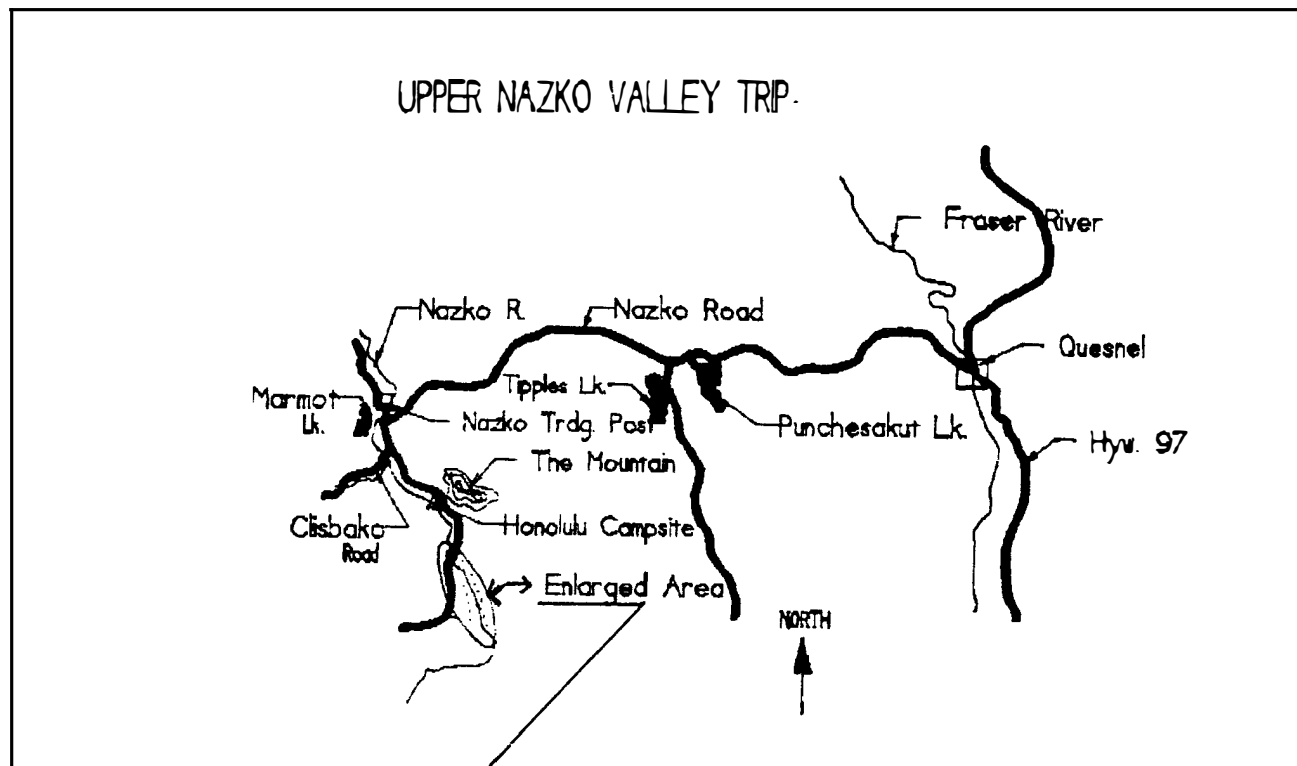 UPPER NAZKO VALLEY TRIP.
Fraser River
Nazko R.
Nazko Road
Quesnel
Tipples Lk.
Marmot
Lk.
Nazko Trdg. Post
Punchesakut Lk.
Hyw. 97
The Mountain
Clisbako
Road
Honolulu Campsite
Enlarged Area
NORTH